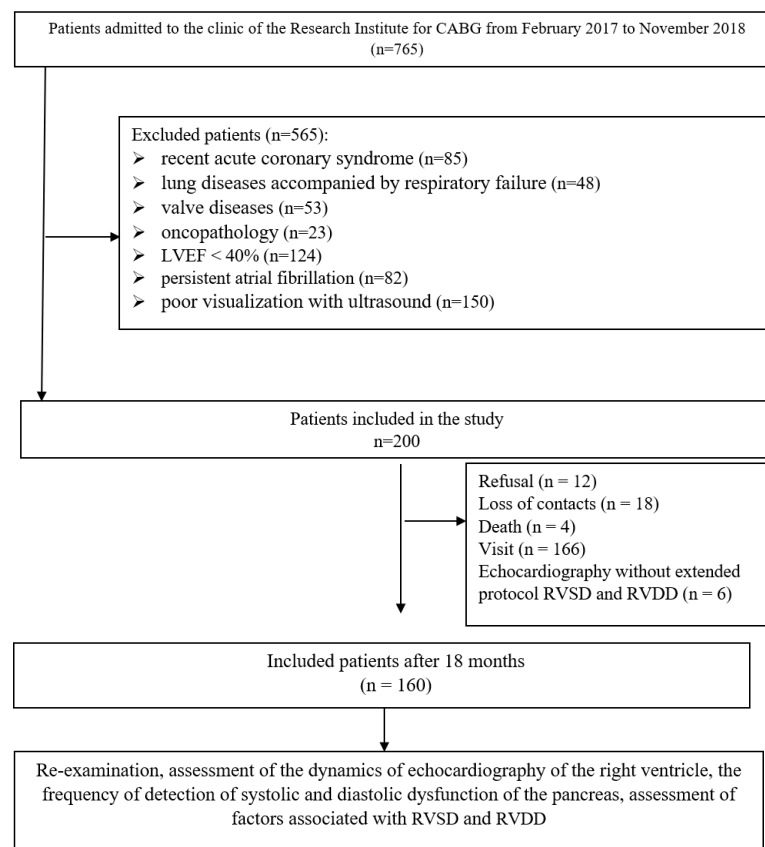 Patients admitted to the clinic of the Research Institute for CABG from February 2017 to November 2018
(n=765)
Excluded patients (n=565):
➢ recent acute coronary syndrome (n=85)
➢ lung diseases accompanied by respiratory failure (n=48)
➢ valve diseases (n=53)
➢ oncopathology (n=23)
➢ LVEF < 40% (n=124)
➢ persistent atrial fibrillation (n=82)
➢ poor visualization with ultrasound (n=150)
Patients included in the study
n=200
Refusal (n = 12)
Loss of contacts (n = 18)
Death (n = 4)
Visit (n = 166)
Echocardiography without extended
protocol RVSD and RVDD (n = 6)
Included patients after 18 months
(n = 160)
Re-examination, assessment of the dynamics of echocardiography of the right ventricle, the
frequency of detection of systolic and diastolic dysfunction of the pancreas, assessment of
factors associated with RVSD and RVDD